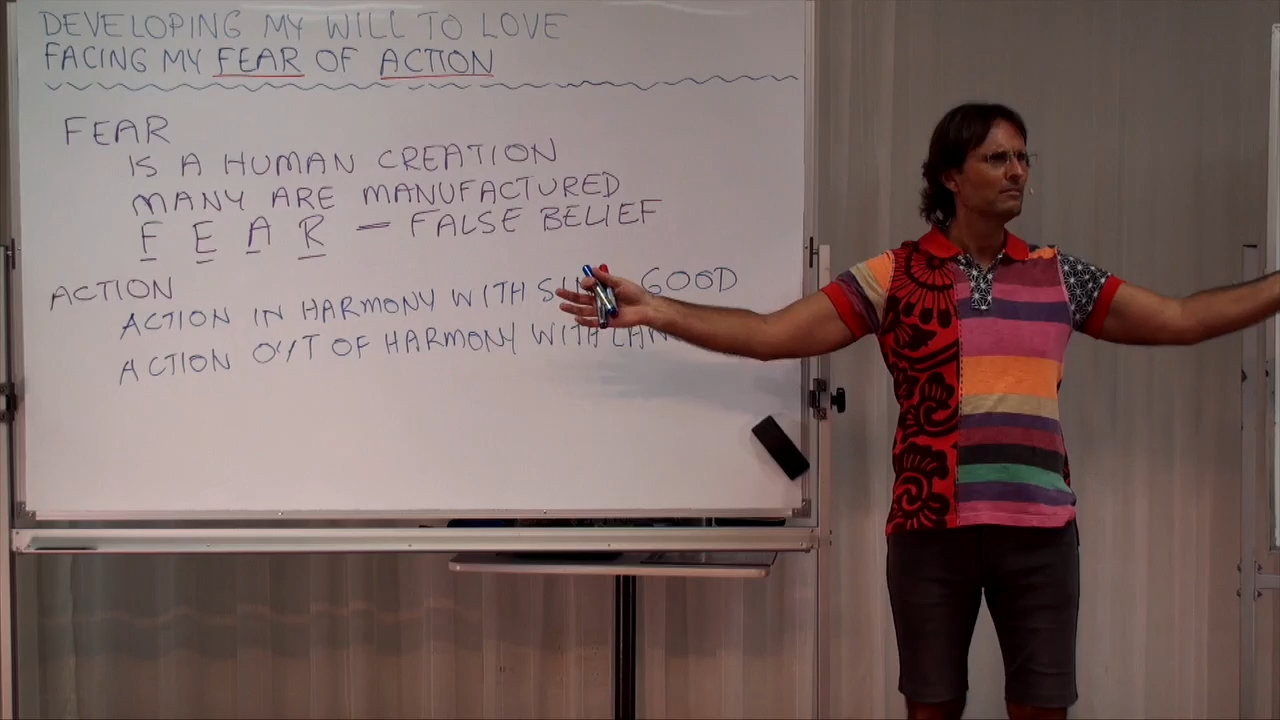 DEVELOPING MY WILL TO LOVE
FACING MY FEAR OF ACTION
FEAR
IS A HUMAN CREATION
MANY ARE MANUFACTURED
F E A R = FALSE BELIEF
ACTION
ACTION IN HARMONY WITH GOOD
ACTION OUT OF HARMONY WITH